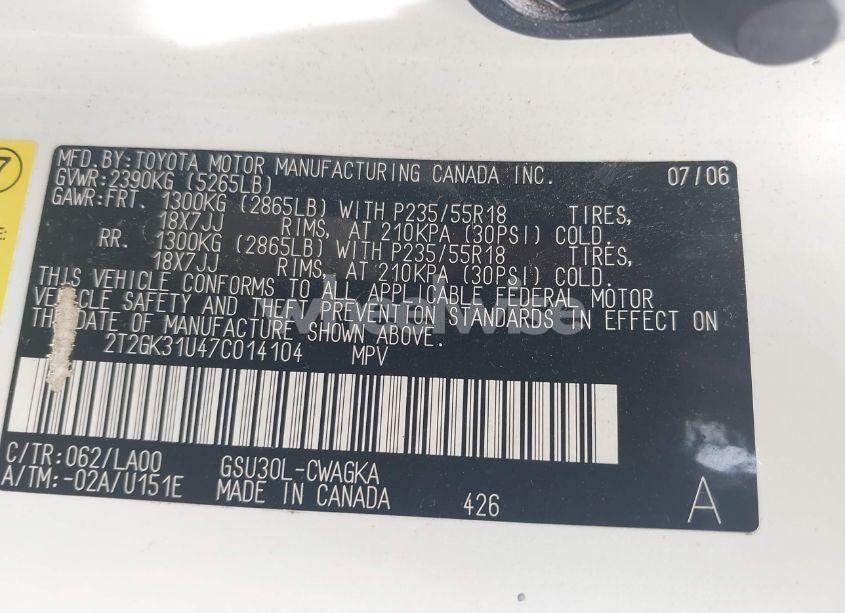 7
E:
MFD. BY: TOYOTA MOTOR MANUFACTURING CANADA INC. 07/06
GVWR: 2390KG (5265LB)
GAWR: FRT. 1300KG (2865LB) WITH P235/55R18 TIRES,
18X7JJ RIMS, AT 210KPA (30PSI) COLD.
RR. 1300KG (2865LB) WITH P235/55R18 TIRES,
18X7JJ RIMS, AT 210KPA (30PSI) COLD.
THIS VEHICLE CONFORMS TO ALL APPLICABLE FEDERAL MOTOR
VEHICLE SAFETY AND THEFT PREVENTION STANDARDS IN EFFECT ON
THE DATE OF MANUFACTURE SHOWN ABOVE.
2T2GK31U47C014104 MPV
C/TR: 062/LA00 GSU30L-CWAGKA
A/TM: -02A/U151E MADE IN CANADA 426 A